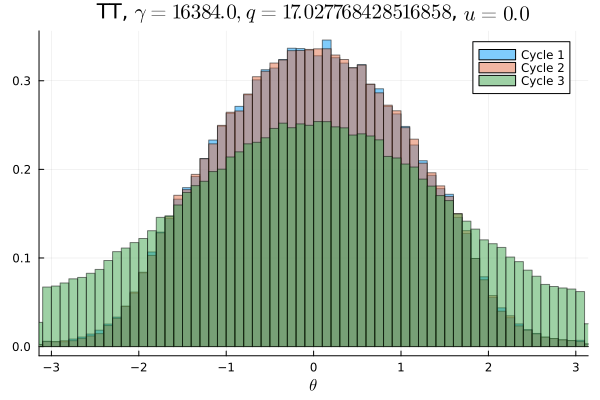 TT, γ = 16384.0, q = 17.027768428516858, u = 0.0
Cycle 1
Cycle 2
Cycle 3
0.3
0.2
0.1
0.0
−3 −2 −1 0 1 2 3
θ